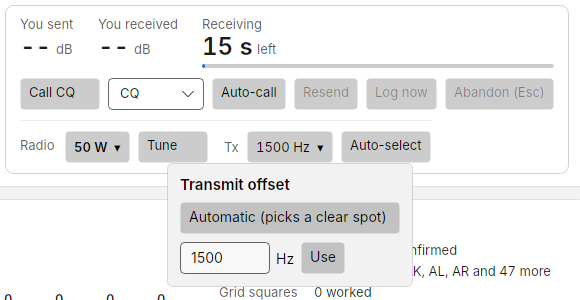 You sent You received Receiving
-- dB -- dB 15 s left
Call CQ CQ Auto-call Resend Log now Abandon (Esc)
Radio 50 W Tune Tx 1500 Hz Auto-select
Transmit offset
Automatic (picks a clear spot)
1500 Hz Use
K, AL, AR and 47 more
Grid squares 0 worked